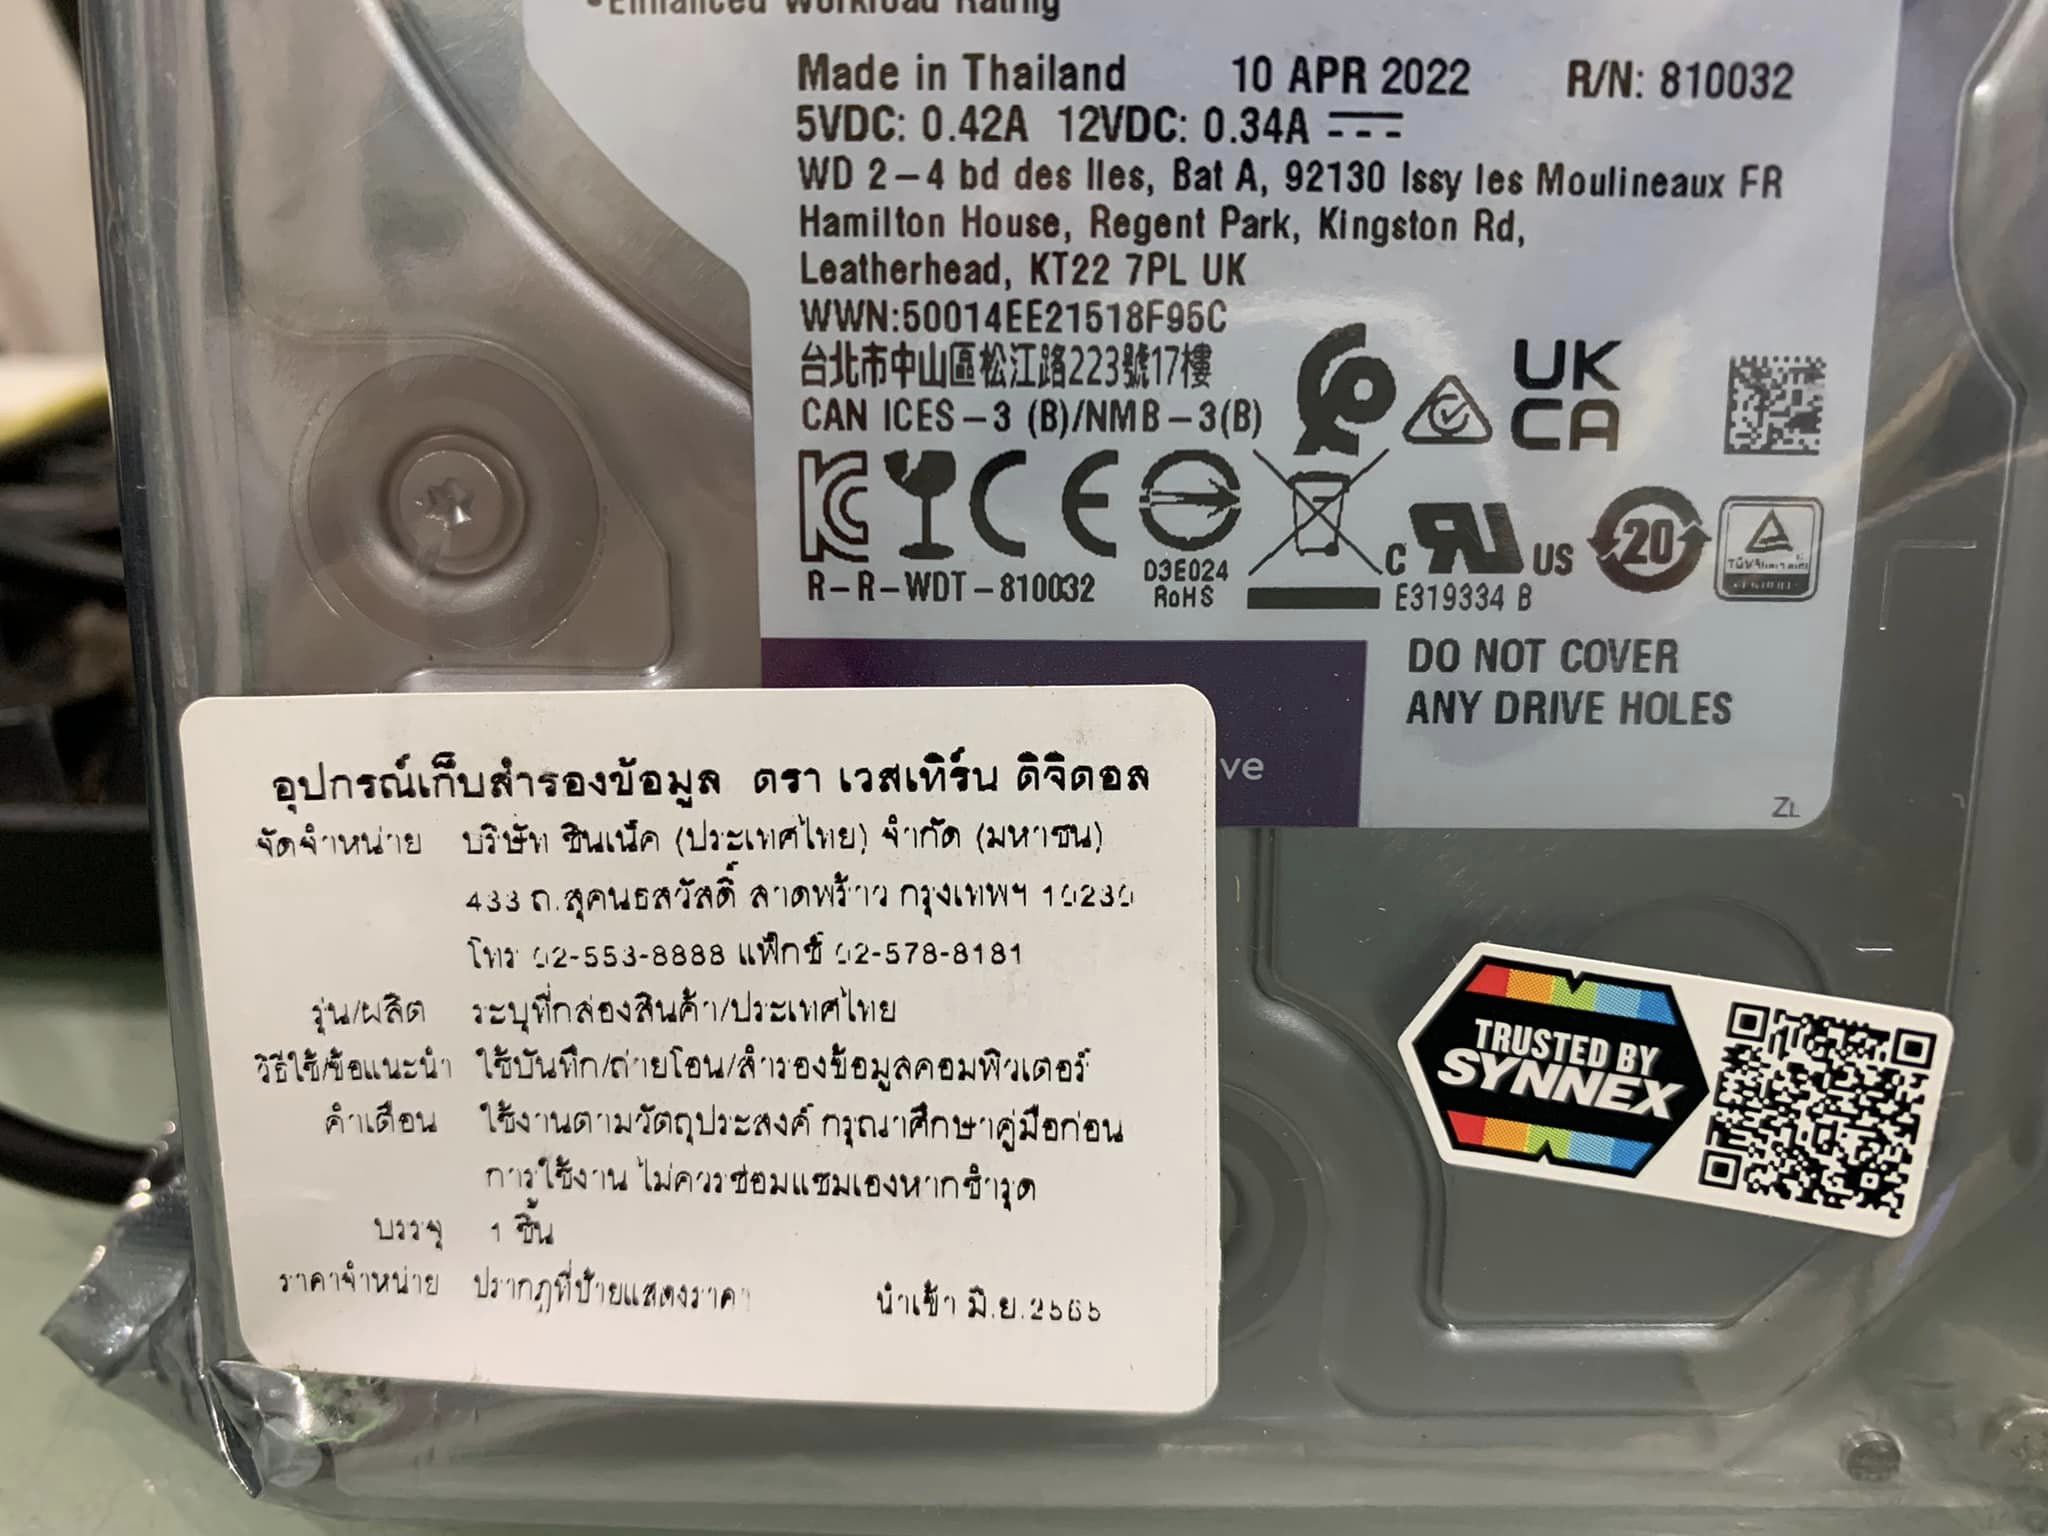 •Enhanced Workload Rating
Made in Thailand 10 APR 2022 R/N: 810032
5VDC: 0.42A 12VDC: 0.34A
WD 2-4 bd des Iles, Bat A, 92130 Issy les Moulineaux FR
Hamilton House, Regent Park, Kingston Rd,
Leatherhead, KT22 7PL UK
WWN:50014EE21518F95C
台北市中山區松江路223號17樓
CAN ICES-3 (B)/NMB-3(B)
UK
CA
KC CE
R-R-WDT-810032
D3E024
RoHS
C RU US
E319334 B
20
TÜVRheinland
CERTIFIED
DO NOT COVER
ANY DRIVE HOLES
ve
ZL
อุปกรณ์เก็บสำรองข้อมูล ตรา เวสเทิร์น ดิจิตอล
จัดจำหน่าย บริษัท ซินเน็ค (ประเทศไทย) จำกัด (มหาชน)
433 ถ.สุคนธสวัสดิ์ ลาดพร้าว กรุงเทพฯ 10230
โทร 02-553-8888 แฟ็กซ์ 02-578-8181
รุ่น/ผลิต ระบุที่กล่องสินค้า/ประเทศไทย
วิธีใช้/ข้อแนะนำ ใช้บันทึก/ถ่ายโอน/สำรองข้อมูลคอมพิวเตอร์
คำเตือน ใช้งานตามวัตถุประสงค์ กรุณาศึกษาคู่มือก่อน
การใช้งาน ไม่ควรซ่อมแซมเองหากชำรุด
บรรจุ 1 ชิ้น
ราคาจำหน่าย ปรากฏที่ป้ายแสดงราคา นำเข้า มิ.ย.2565
TRUSTED BY
SYNNEX